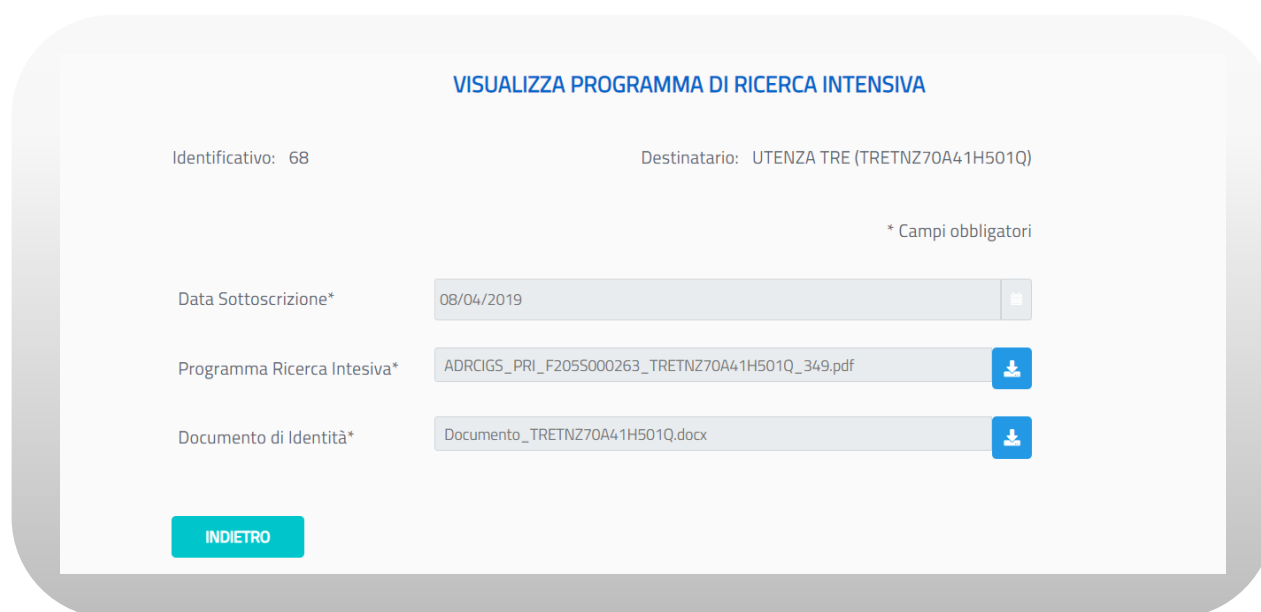 VISUALIZZA PROGRAMMA DI RICERCA INTENSIVA
Identificativo: 68 Destinatario: UTENZA TRE (TRETNZ70A41H501Q)
* Campi obbligatori
Data Sottoscrizione* 08/04/2019
Programma Ricerca Intesiva* ADRCIGS_PRI_F205S000263_TRETNZ70A41H501Q_349.pdf
Documento di Identità* Documento_TRETNZ70A41H501Q.docx
INDIETRO